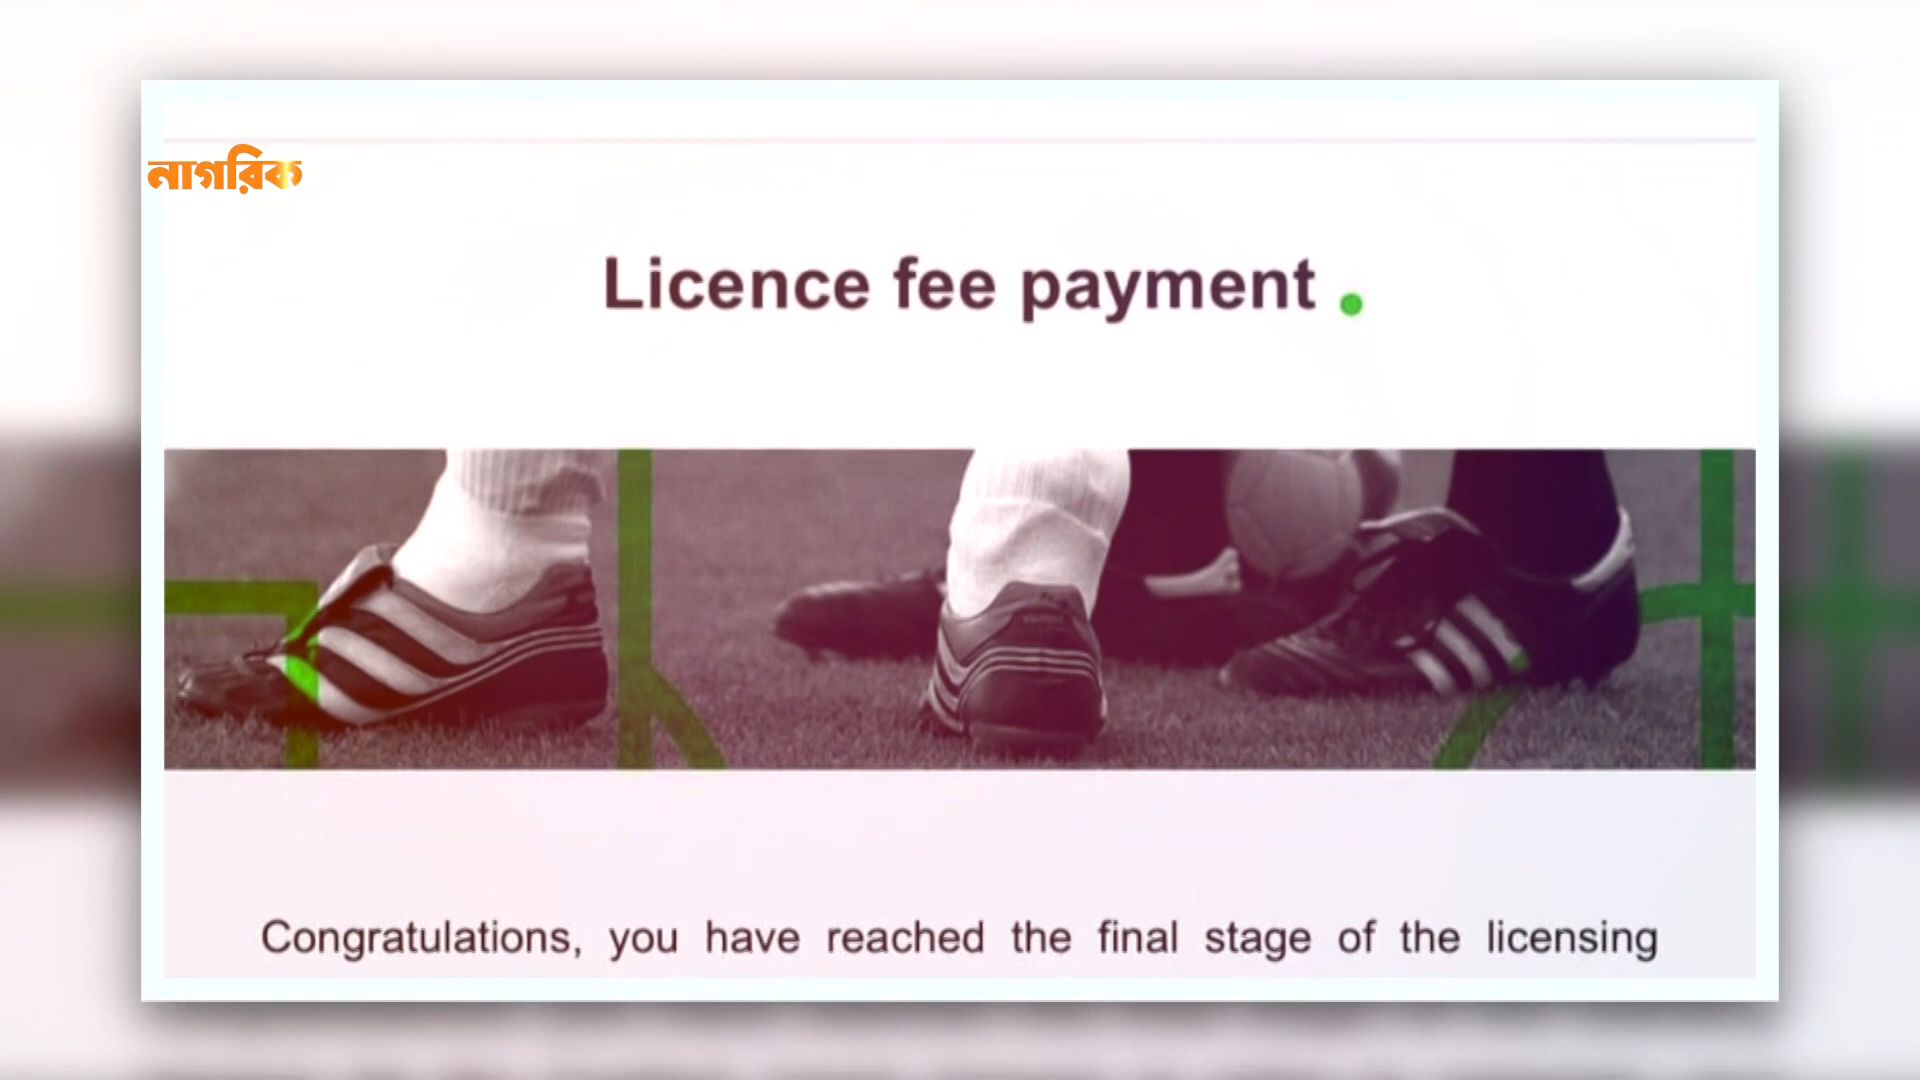 নাগরিক
Licence fee payment .
Congratulations, you have reached the final stage of the licensing